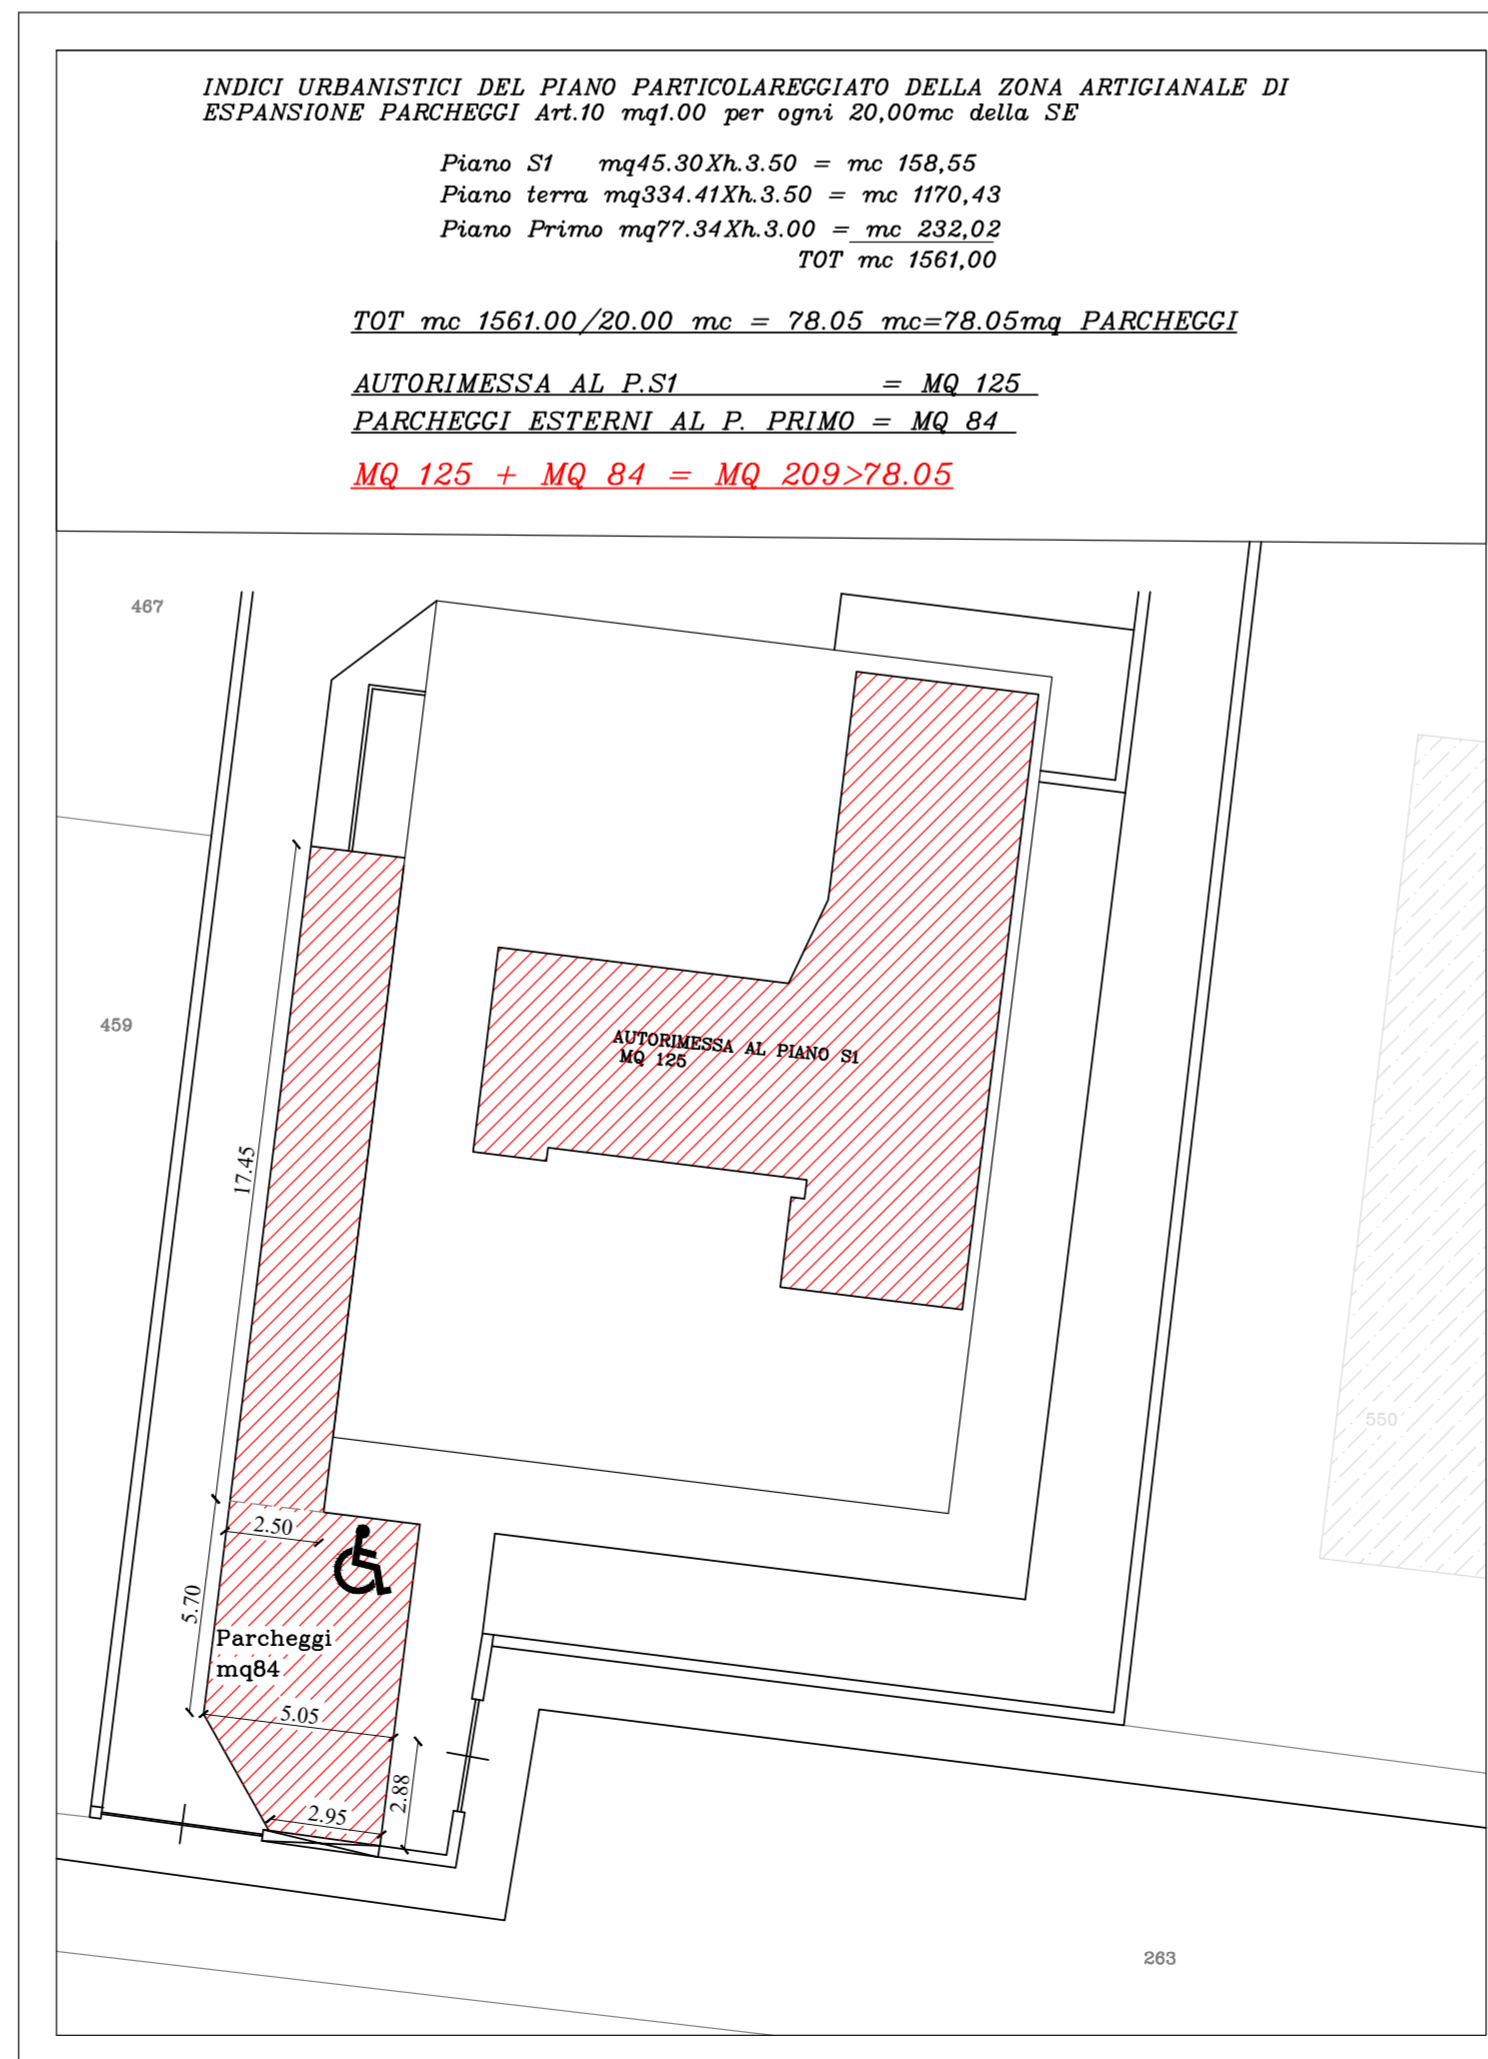 INDICI URBANISTICI DEL PIANO PARTICOLAREGGIATO DELLA ZONA ARTIGIANALE DI
ESPANSIONE PARCHEGGI Art.10 mq1.00 per ogni 20,00mc della SE
Piano S1 mq45.30Xh.3.50 = mc 158,55
Piano terra mq334.41Xh.3.50 = mc 1170,43
Piano Primo mq77.34Xh.3.00 = mc 232,02
TOT mc 1561,00
TOT mc 1561.00/20.00 mc = 78.05 mc=78.05mq PARCHEGGI
AUTORIMESSA AL P.S1 = MQ 125
PARCHEGGI ESTERNI AL P. PRIMO = MQ 84
MQ 125 + MQ 84 = MQ 209>78.05
467
459
AUTORIMESSA AL PIANO S1
MQ 125
17.45
550
2.50
5.70
Parcheggi
mq84
5.05
2.88
2.95
263